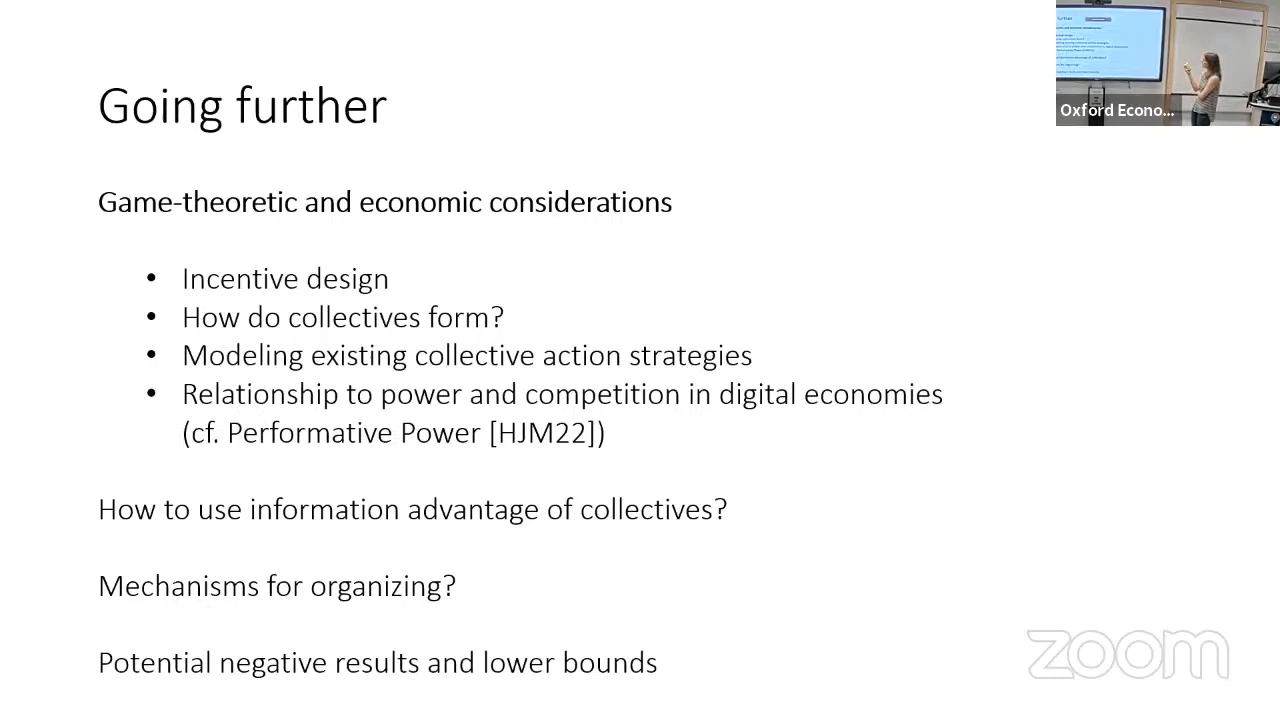 Going further
Game-theoretic and economic considerations
• Incentive design
• How do collectives form?
• Modeling existing collective action strategies
• Relationship to power and competition in digital economies
(cf. Performative Power [HJM22])
How to use information advantage of collectives?
Mechanisms for organizing?
Potential negative results and lower bounds
Oxford Econo...
zoom